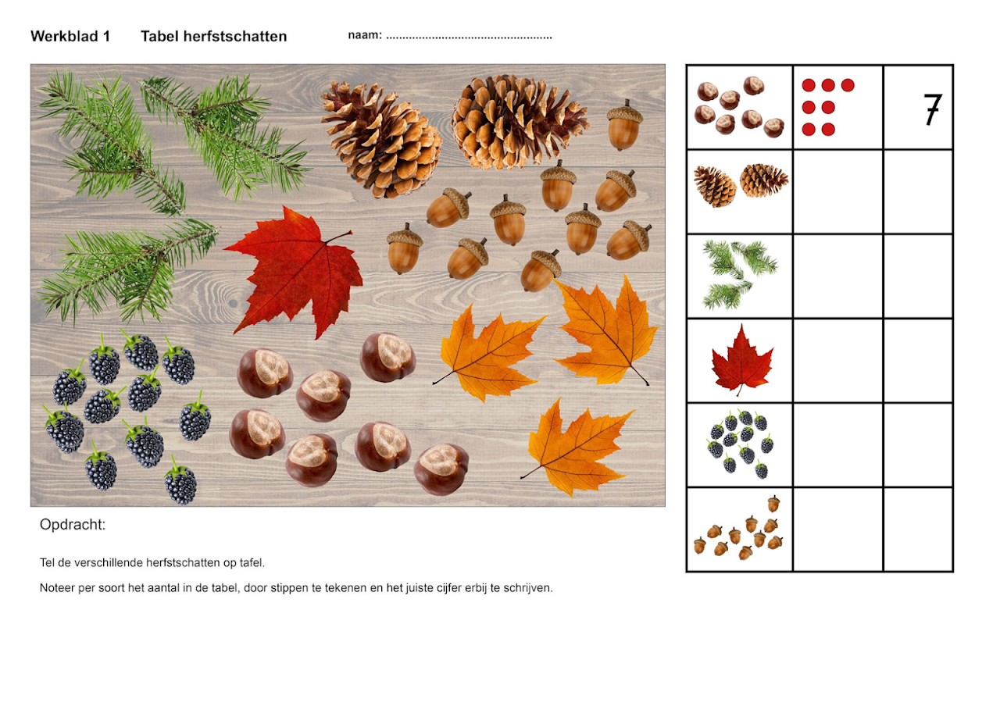 Werkblad 1 Tabel herfstschatten naam: ...................................................
7
Opdracht:
Tel de verschillende herfstschatten op tafel.
Noteer per soort het aantal in de tabel, door stippen te tekenen en het juiste cijfer erbij te schrijven.